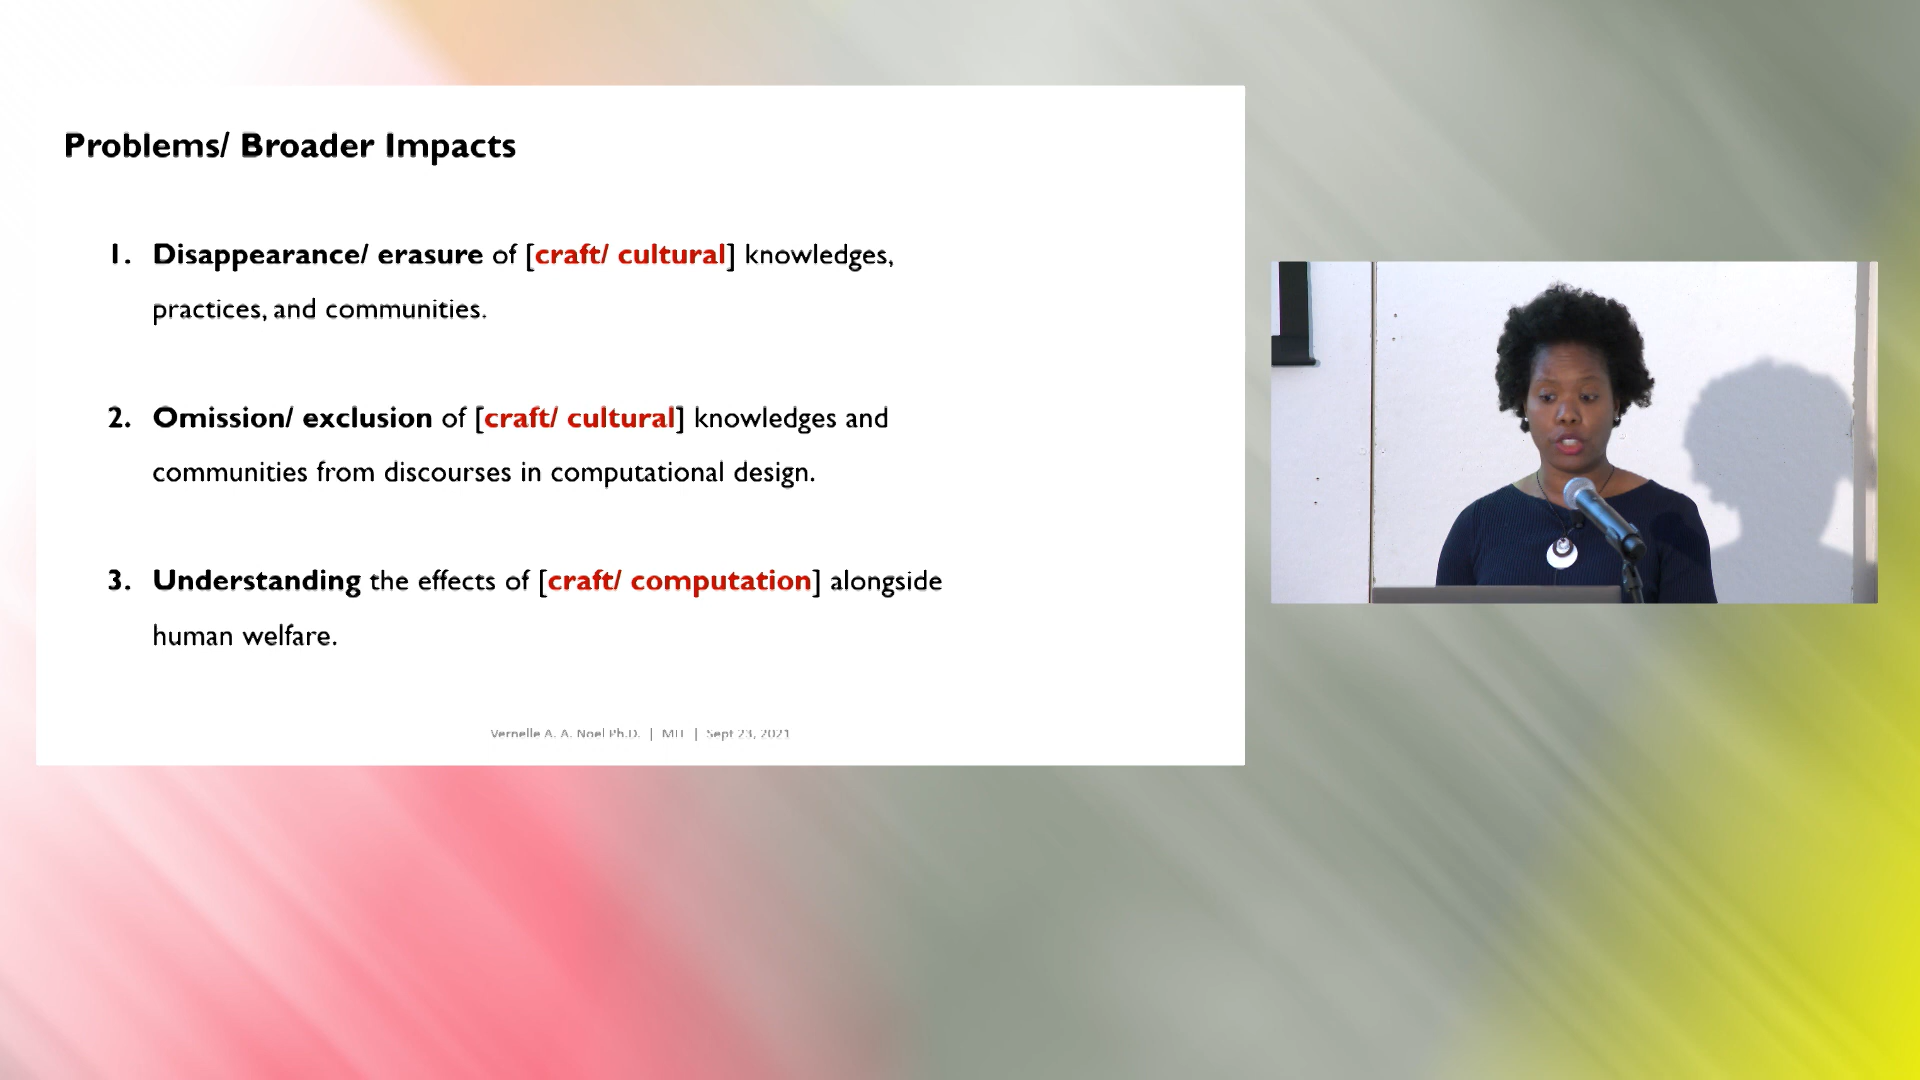 Problems/ Broader Impacts
1. Disappearance/ erasure of [craft/ cultural] knowledges,
practices, and communities.
2. Omission/ exclusion of [craft/ cultural] knowledges and
communities from discourses in computational design.
3. Understanding the effects of [craft/ computation] alongside
human welfare.
Vernelle A. A. Noel Ph.D. | MIT | Sept 23, 2021